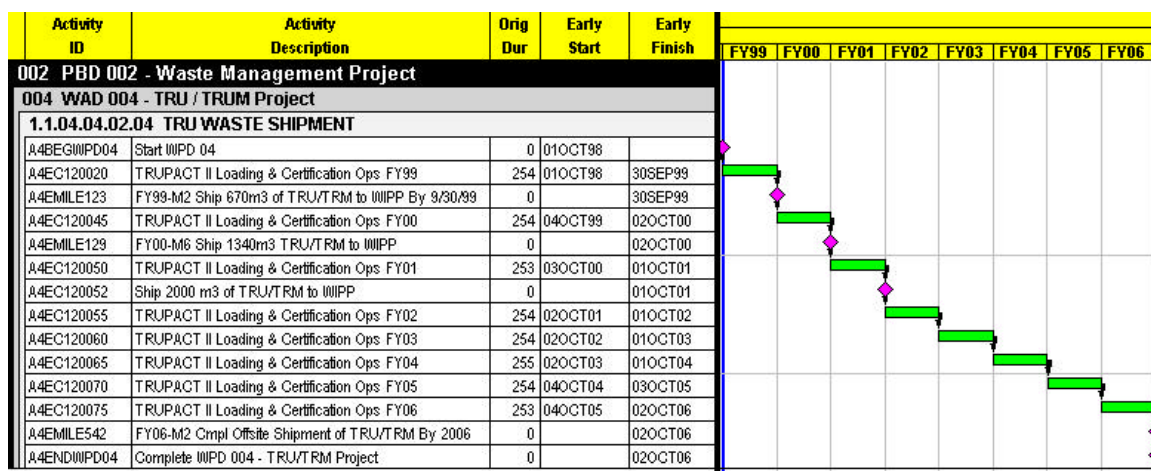 Activity ID Activity Description Orig Dur Early Start Early Finish FY99 FY00 FY01 FY02 FY03 FY04 FY05 FY06
002 PBD 002 - Waste Management Project
004 WAD 004 - TRU / TRUM Project
1.1.04.04.02.04 TRU WASTE SHIPMENT
A4BEGWPD04 Start WPD 04 0 01OCT98
A4EC120020 TRUPACT II Loading & Certification Ops FY99 254 01OCT98 30SEP99
A4EMILE123 FY99-M2 Ship 670m3 of TRU/TRM to WIPP By 9/30/99 0 30SEP99
A4EC120045 TRUPACT II Loading & Certification Ops FY00 254 04OCT99 02OCT00
A4EMILE129 FY00-M6 Ship 1340m3 TRU/TRM to WIPP 0 02OCT00
A4EC120050 TRUPACT II Loading & Certification Ops FY01 253 03OCT00 01OCT01
A4EC120052 Ship 2000 m3 of TRU/TRM to WIPP 0 01OCT01
A4EC120055 TRUPACT II Loading & Certification Ops FY02 254 02OCT01 01OCT02
A4EC120060 TRUPACT II Loading & Certification Ops FY03 254 02OCT02 01OCT03
A4EC120065 TRUPACT II Loading & Certification Ops FY04 255 02OCT03 01OCT04
A4EC120070 TRUPACT II Loading & Certification Ops FY05 254 04OCT04 03OCT05
A4EC120075 TRUPACT II Loading & Certification Ops FY06 253 04OCT05 02OCT06
A4EMILE542 FY06-M2 Cmpl Offsite Shipment of TRU/TRM By 2006 0 02OCT06
A4ENDWPD04 Complete WPD 004 - TRU/TRM Project 0 02OCT06